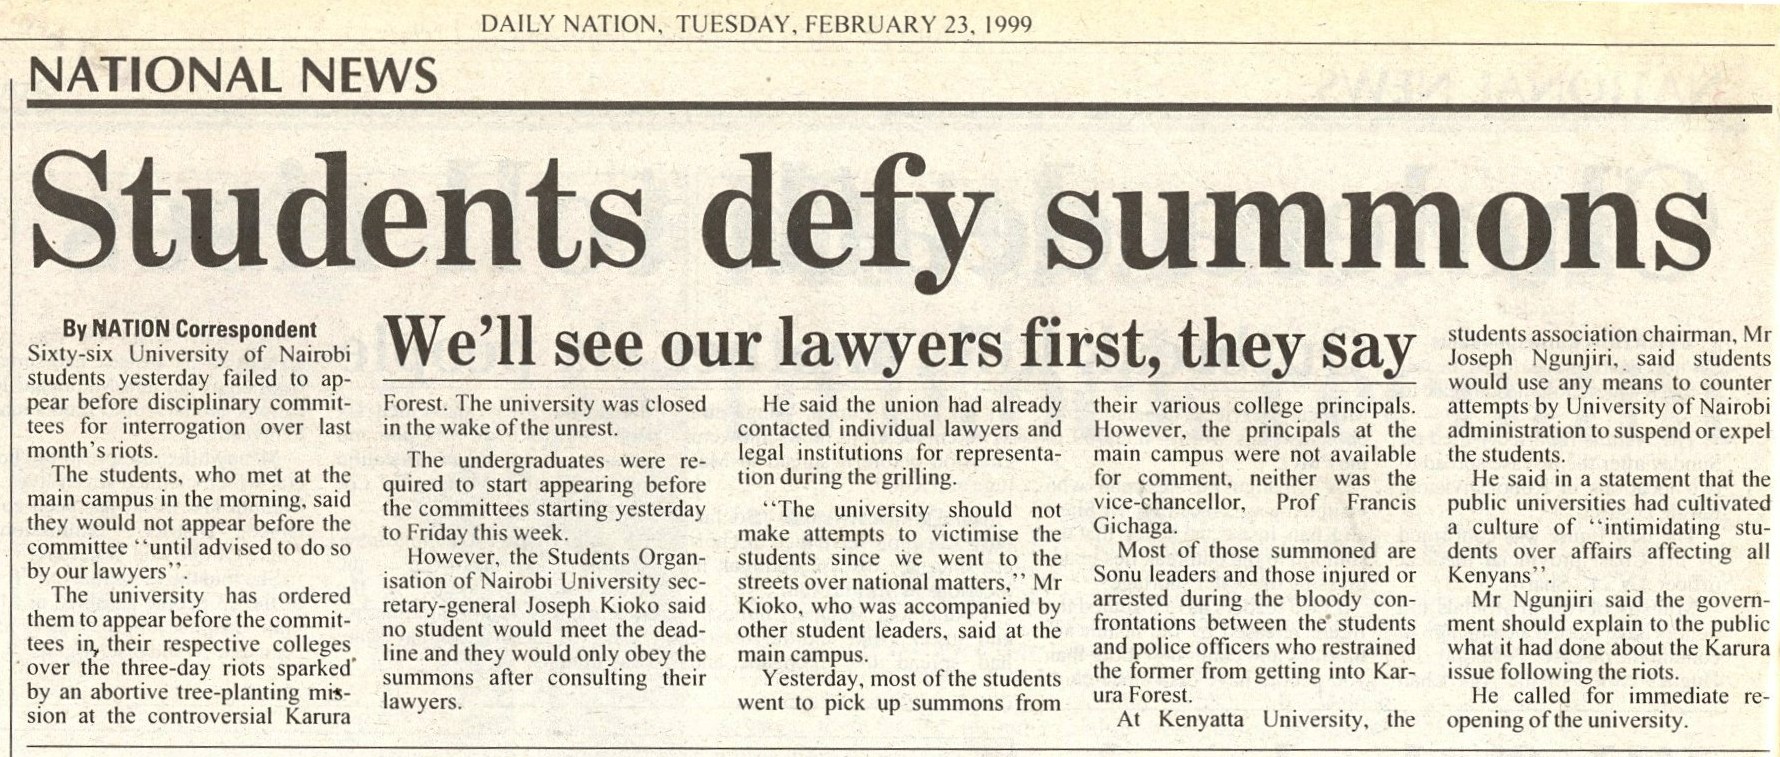 DAILY NATION, TUESDAY, FEBRUARY 23, 1999
NATIONAL NEWS
Students defy summons
We'll see our lawyers first, they say
By NATION Correspondent
Sixty-six University of Nairobi
students yesterday failed to ap-
pear before disciplinary commit-
tees for interrogation over last
month's riots.
The students, who met at the
main campus in the morning, said
they would not appear before the
committee ‘‘until advised to do so
by our lawyers’’.
The university has ordered
them to appear before the commit-
tees in, their respective colleges
over the three-day riots sparked
by an abortive tree-planting mis-
sion at the controversial Karura
Forest. The university was closed
in the wake of the unrest.
The undergraduates were re-
quired to start appearing before
the committees starting yesterday
to Friday this week.
However, the Students Organ-
isation of Nairobi University sec-
retary-general Joseph Kioko said
no student would meet the dead-
line and they would only obey the
summons after consulting their
lawyers.
He said the union had already
contacted individual lawyers and
legal institutions for representa-
tion during the grilling.
‘‘The university should not
make attempts to victimise the
students since we went to the
streets over national matters,’’ Mr
Kioko, who was accompanied by
other student leaders, said at the
main campus.
Yesterday, most of the students
went to pick up summons from
their various college principals.
However, the principals at the
main campus were not available
for comment, neither was the
vice-chancellor, Prof Francis
Gichaga.
Most of those summoned are
Sonu leaders and those injured or
arrested during the bloody con-
frontations between the students
and police officers who restrained
the former from getting into Kar-
ura Forest.
At Kenyatta University, the
students association chairman, Mr
Joseph Ngunjiri, said students
would use any means to counter
attempts by University of Nairobi
administration to suspend or expel
the students.
He said in a statement that the
public universities had cultivated
a culture of ‘‘intimidating stu-
dents over affairs affecting all
Kenyans’’.
Mr Ngunjiri said the govern-
ment should explain to the public
what it had done about the Karura
issue following the riots.
He called for immediate re-
opening of the university.